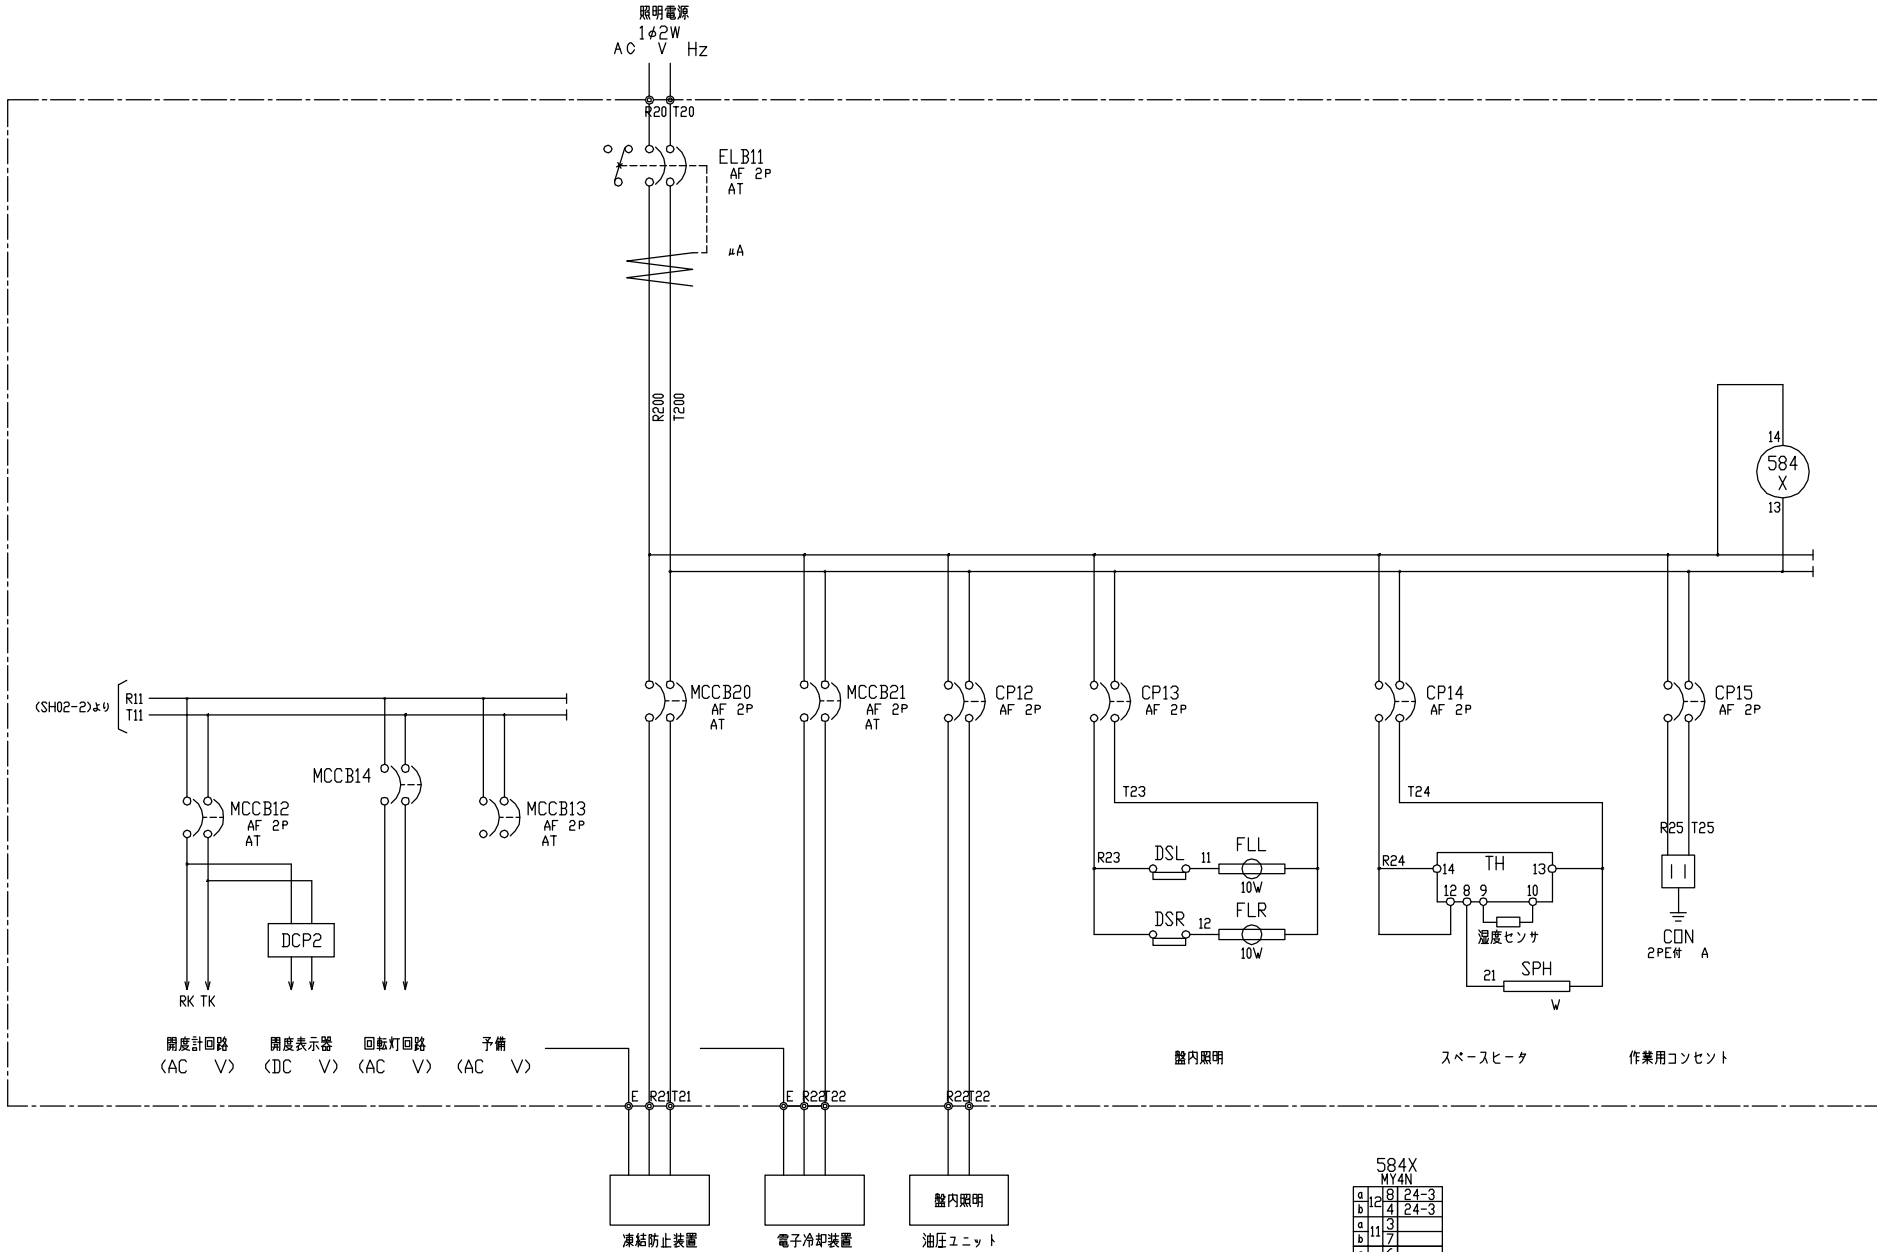 照明電源
1φ2W
AC V Hz
R20 T20
ELB11
AF 2P
AT
μA
R200
T200
14
584
X
13
(SH02-2)より
R11
T11
MCCB20
AF 2P
AT
MCCB21
AF 2P
AT
CP12
AF 2P
CP13
AF 2P
CP14
AF 2P
CP15
AF 2P
MCCB14
MCCB12
AF 2P
AT
MCCB13
AF 2P
AT
T23
T24
R25 T25
R23
DSL
11
FLL
10W
DSR
12
FLR
10W
R24
14
TH
13
12 8 9 10
湿度センサ
21
SPH
W
CON
2PE付 A
DCP2
RK TK
開度計回路
(AC V)
開度表示器
(DC V)
回転灯回路
(AC V)
予備
(AC V)
盤内照明
スペースヒータ
作業用コンセント
E R21 T21
E R22 T22
R22 T22
盤内照明
凍結防止装置
電子冷却装置
油圧ユニット
584X
MY4N
a 12 8 24-3
b 4 24-3
a 11 3
b 7